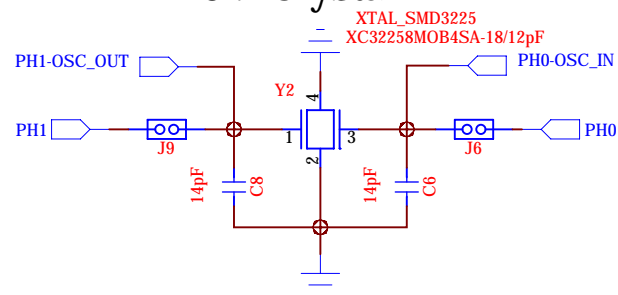 XTAL_SMD3225
XC32258MOB4SA-18/12pF
PH1-OSC_OUT
PH0-OSC_IN
Y2
4
PH1
1
3
PH0
J9
J6
2
14pF
C8
14pF
C6